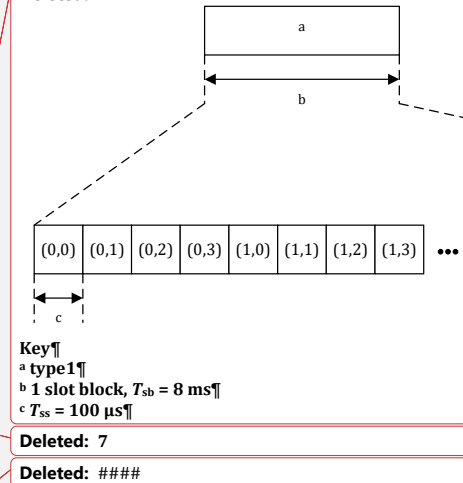 a
b
(0,0) (0,1) (0,2) (0,3) (1,0) (1,1) (1,2) (1,3) •••
c
Key¶
a type1¶
b 1 slot block, Tsb = 8 ms¶
c Tss = 100 µs¶
Deleted: 7
Deleted: ####